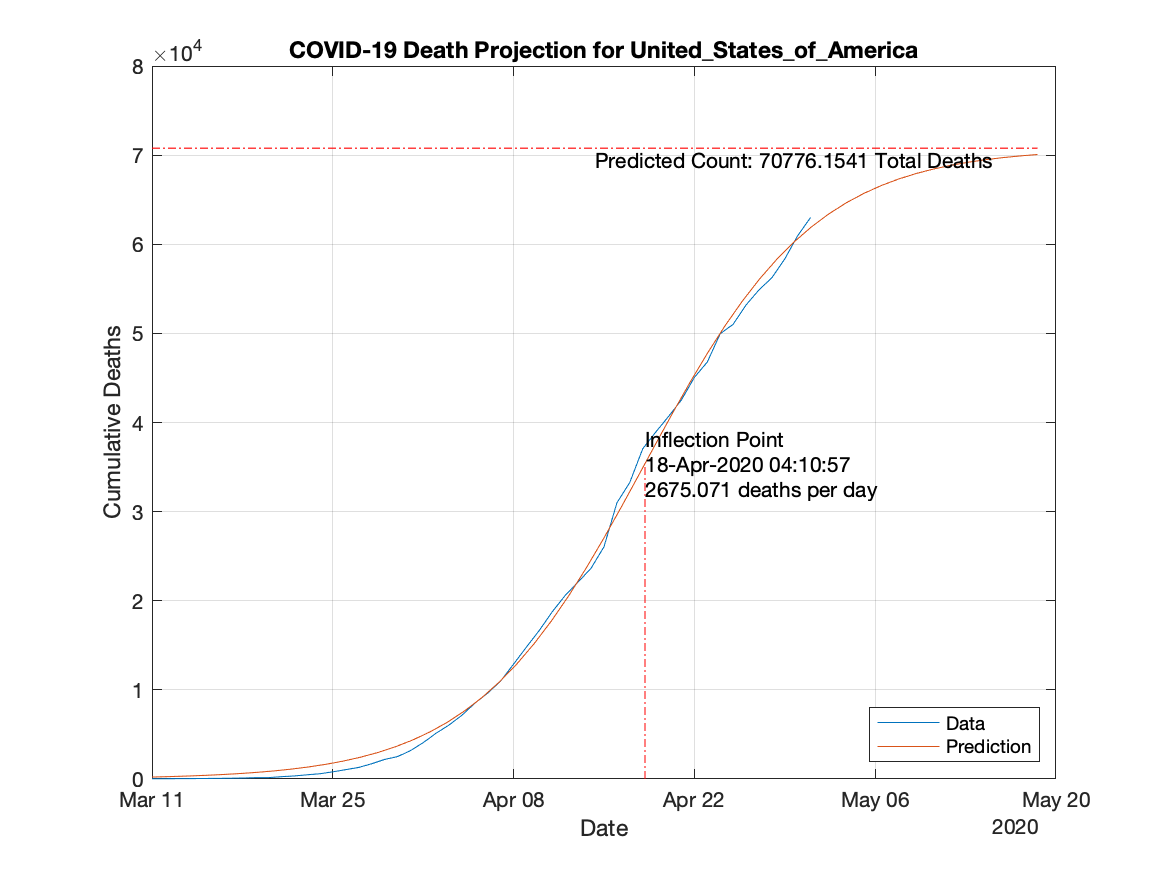 COVID-19 Death Projection for United_States_of_America
×10^4
8
7
6
5
4
3
2
1
0
Cumulative Deaths
Predicted Count: 70776.1541 Total Deaths
Inflection Point
18-Apr-2020 04:10:57
2675.071 deaths per day
Data
Prediction
Mar 11 Mar 25 Apr 08 Apr 22 May 06 May 20
Date
2020